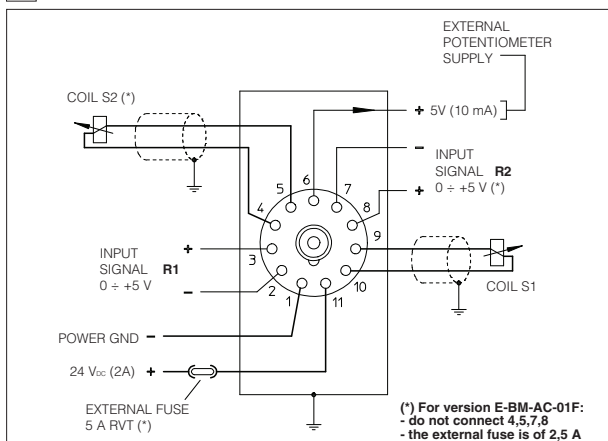 EXTERNAL
POTENTIOMETER
SUPPLY
COIL S2 (*)
+ 5V (10 mA)
6
5
7
4
8
3
9
2
10
1
11
−
INPUT
SIGNAL R2
+ 0 ÷ +5 V (*)
INPUT +
SIGNAL R1
0 ÷ +5 V −
COIL S1
POWER GND −
24 VDC (2A) +
EXTERNAL FUSE
5 A RVT (*)
(*) For version E-BM-AC-01F:
- do not connect 4,5,7,8
- the external fuse is of 2,5 A